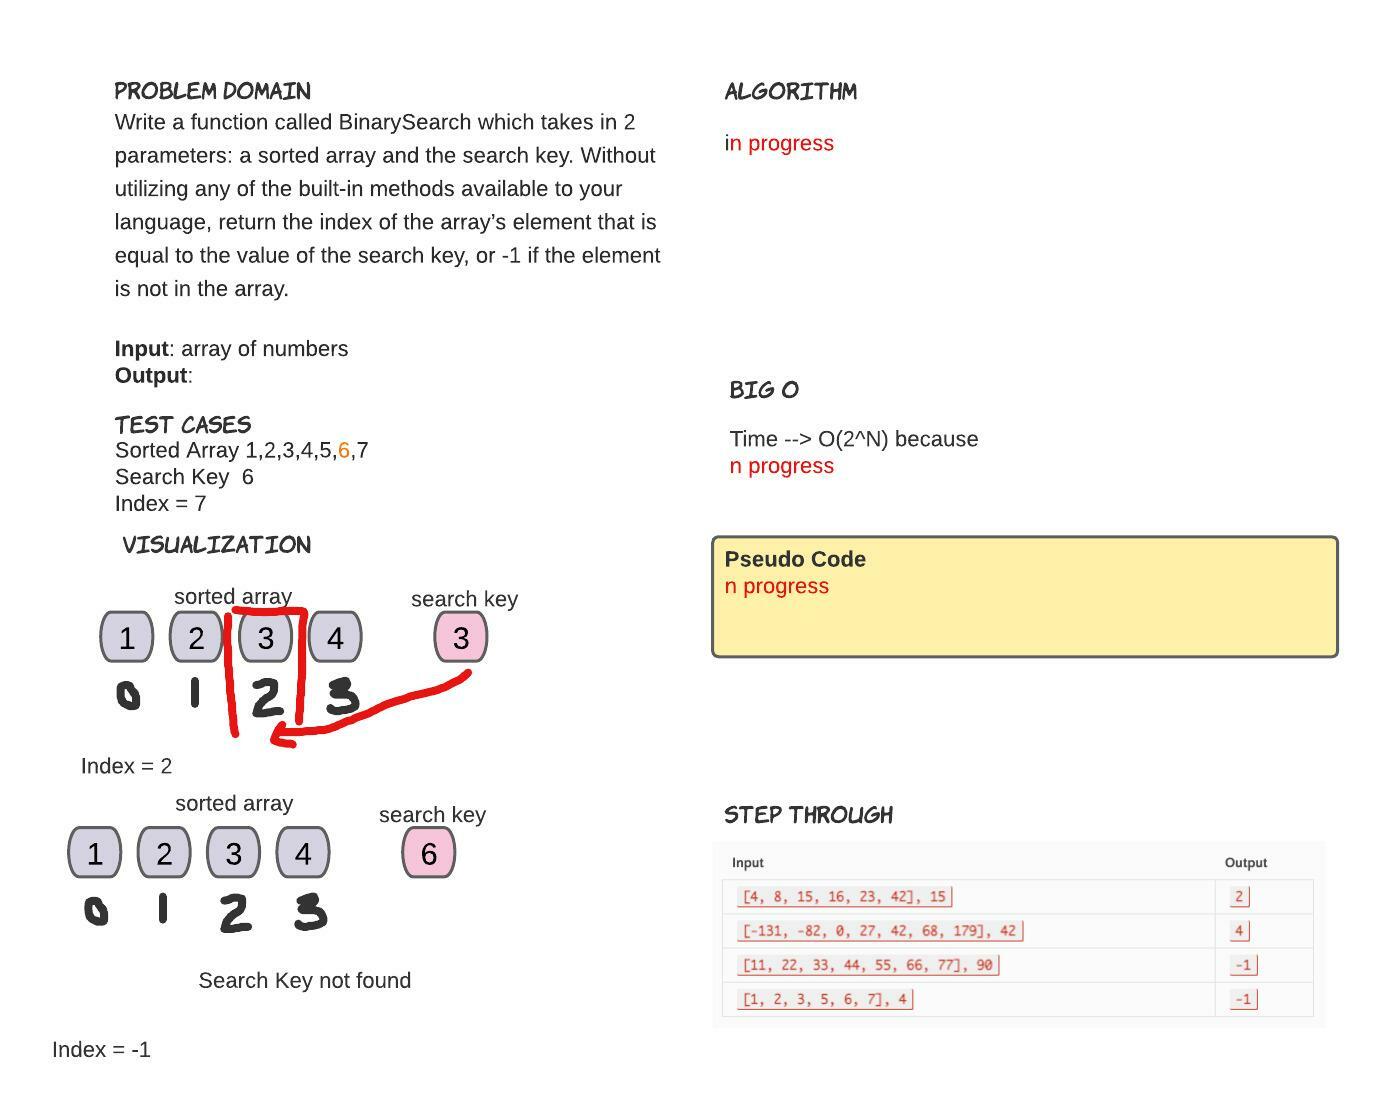 PROBLEM DOMAIN
Write a function called BinarySearch which takes in 2
parameters: a sorted array and the search key. Without
utilizing any of the built-in methods available to your
language, return the index of the array’s element that is
equal to the value of the search key, or -1 if the element
is not in the array.
Input: array of numbers
Output:
TEST CASES
Sorted Array 1,2,3,4,5,6,7
Search Key  6
Index = 7
VISUALIZATION
sorted array
search key
1 2 3 4 3
0 1 2 3
Index = 2
sorted array
search key
1 2 3 4 6
0 1 2 3
Search Key not found
Index = -1
ALGORITHM
in progress
BIG O
Time --> O(2^N) because
n progress
Pseudo Code
n progress
STEP THROUGH
Input Output
[4, 8, 15, 16, 23, 42], 15 2
[-131, -82, 0, 27, 42, 68, 179], 42 4
[11, 22, 33, 44, 55, 66, 77], 90 -1
[1, 2, 3, 5, 6, 7], 4 -1